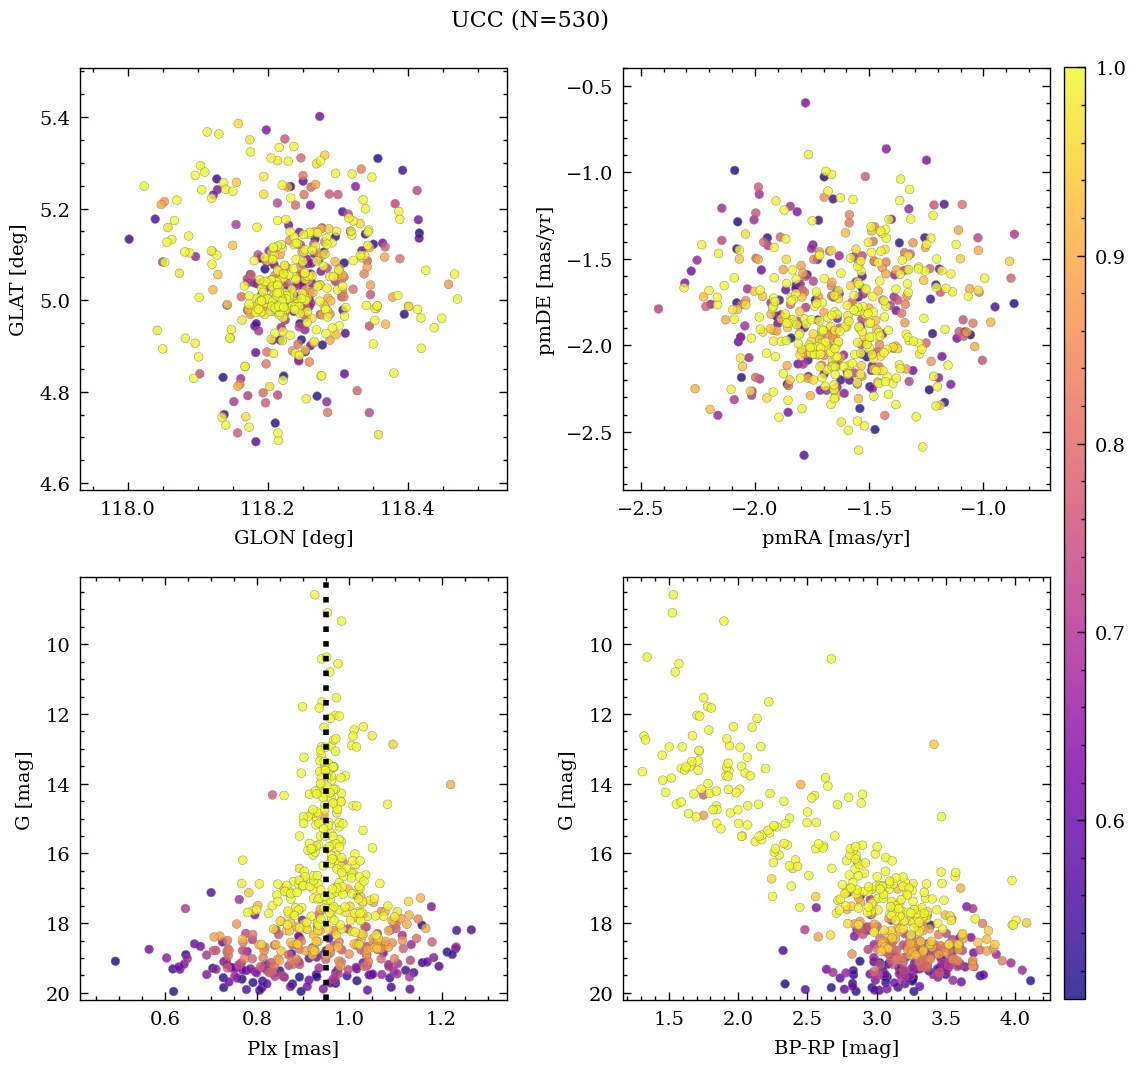 UCC (N=530)
5.4
5.2
5.0
4.8
4.6
GLAT [deg]
118.0 118.2 118.4
GLON [deg]
−0.5
−1.0
−1.5
−2.0
−2.5
pmDE [mas/yr]
−2.5 −2.0 −1.5 −1.0
pmRA [mas/yr]
10
12
14
16
18
20
G [mag]
0.6 0.8 1.0 1.2
Plx [mas]
10
12
14
16
18
20
G [mag]
1.5 2.0 2.5 3.0 3.5 4.0
BP-RP [mag]
1.0
0.9
0.8
0.7
0.6